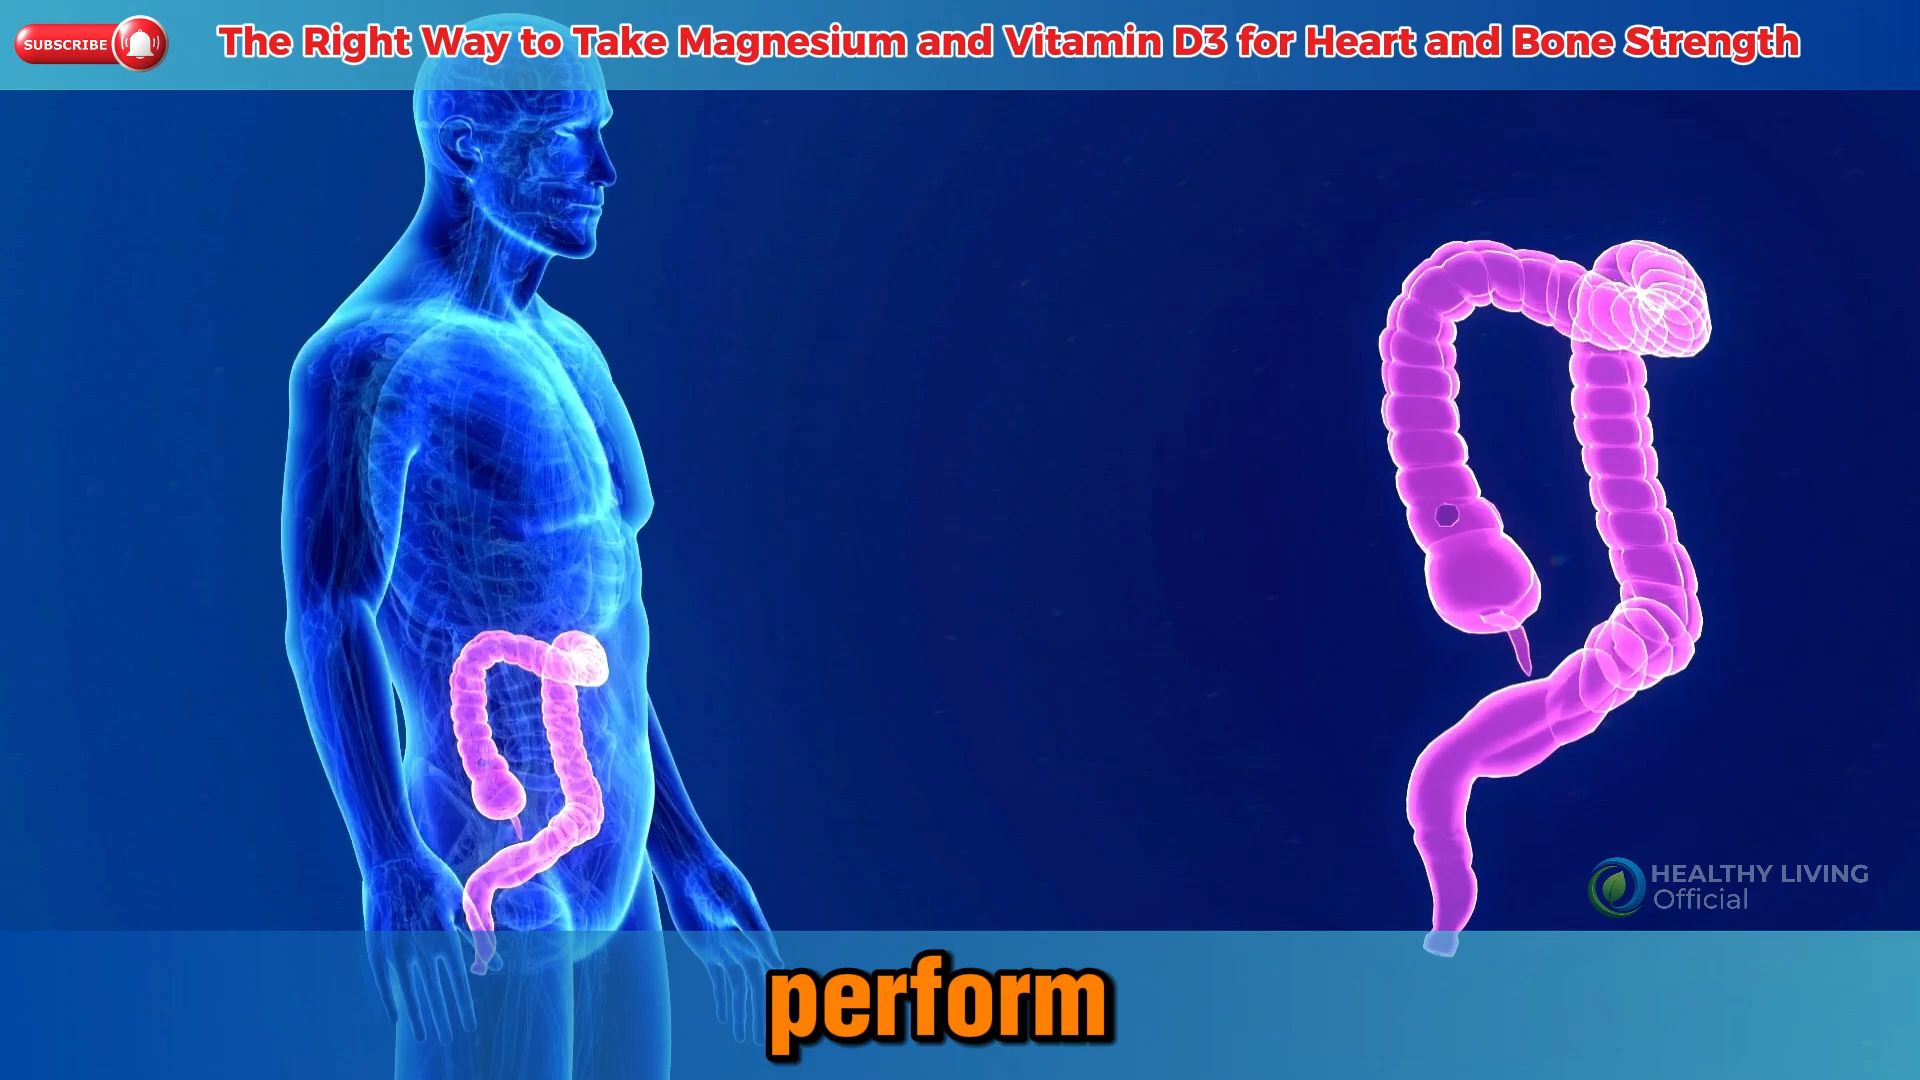 SUBSCRIBE
The Right Way to Take Magnesium and Vitamin D3 for Heart and Bone Strength
HEALTHY LIVING
Official
perform